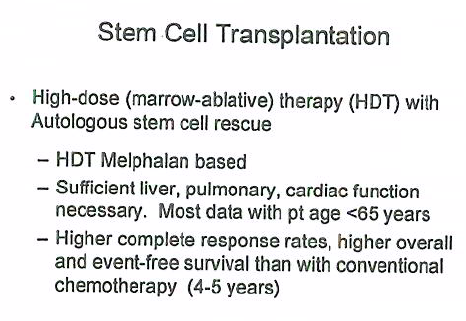 Stem Cell Transplantation
• High-dose (marrow-ablative) therapy (HDT) with
Autologous stem cell rescue
– HDT Melphalan based
– Sufficient liver, pulmonary, cardiac function
necessary. Most data with pt age <65 years
– Higher complete response rates, higher overall
and event-free survival than with conventional
chemotherapy (4-5 years)